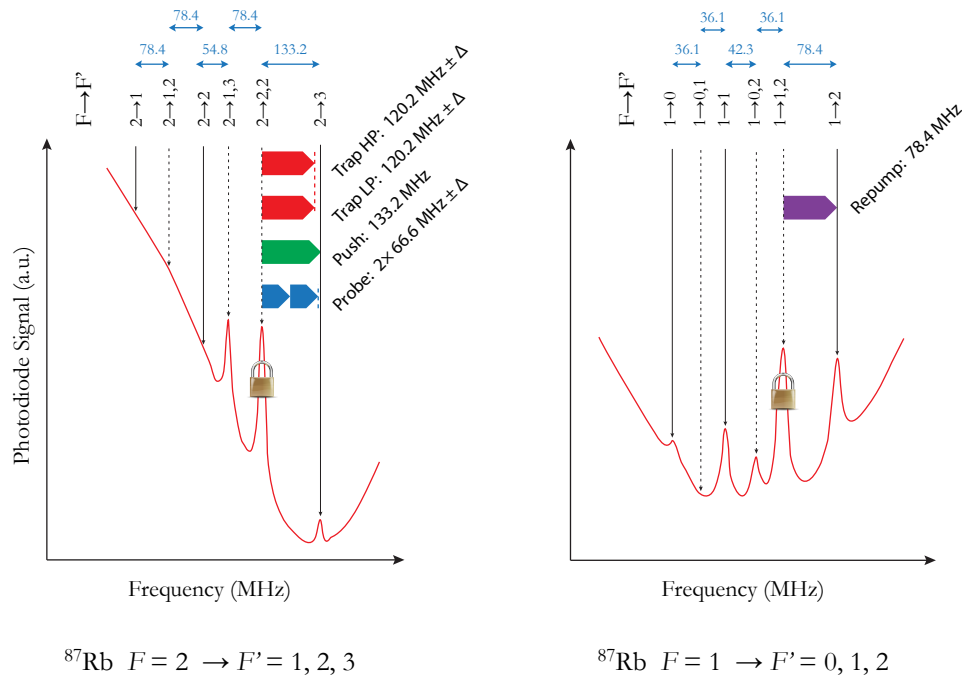 78.4 78.4
78.4 54.8 133.2
F→F'
2→1
2→1,2
2→2
2→1,3
2→2,2
2→3
Trap HP: 120.2 MHz ± Δ
Trap LP: 120.2 MHz ± Δ
Push: 133.2 MHz
Probe: 2× 66.6 MHz ± Δ
Photodiode Signal (a.u.)
Frequency (MHz)
⁸⁷Rb F = 2 → F' = 1, 2, 3
36.1 36.1
36.1 42.3 78.4
F→F'
1→0
1→0,1
1→1
1→0,2
1→1,2
1→2
Repump: 78.4 MHz
Frequency (MHz)
⁸⁷Rb F = 1 → F' = 0, 1, 2